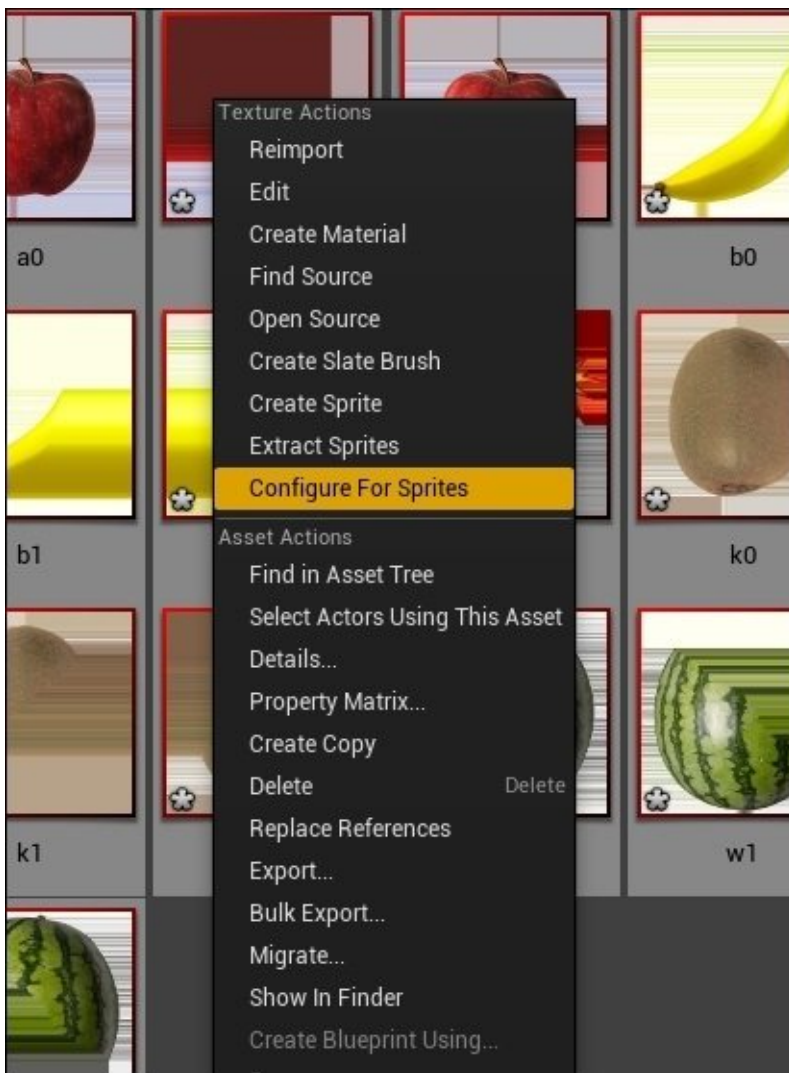 Texture Actions
Reimport
Edit
Create Material
Find Source
Open Source
Create Slate Brush
Create Sprite
Extract Sprites
Configure For Sprites
Asset Actions
Find in Asset Tree
Select Actors Using This Asset
Details...
Property Matrix...
Create Copy
Delete Delete
Replace References
Export...
Bulk Export...
Migrate...
Show In Finder
Create Blueprint Using...
a0
b0
b1
k0
k1
w1